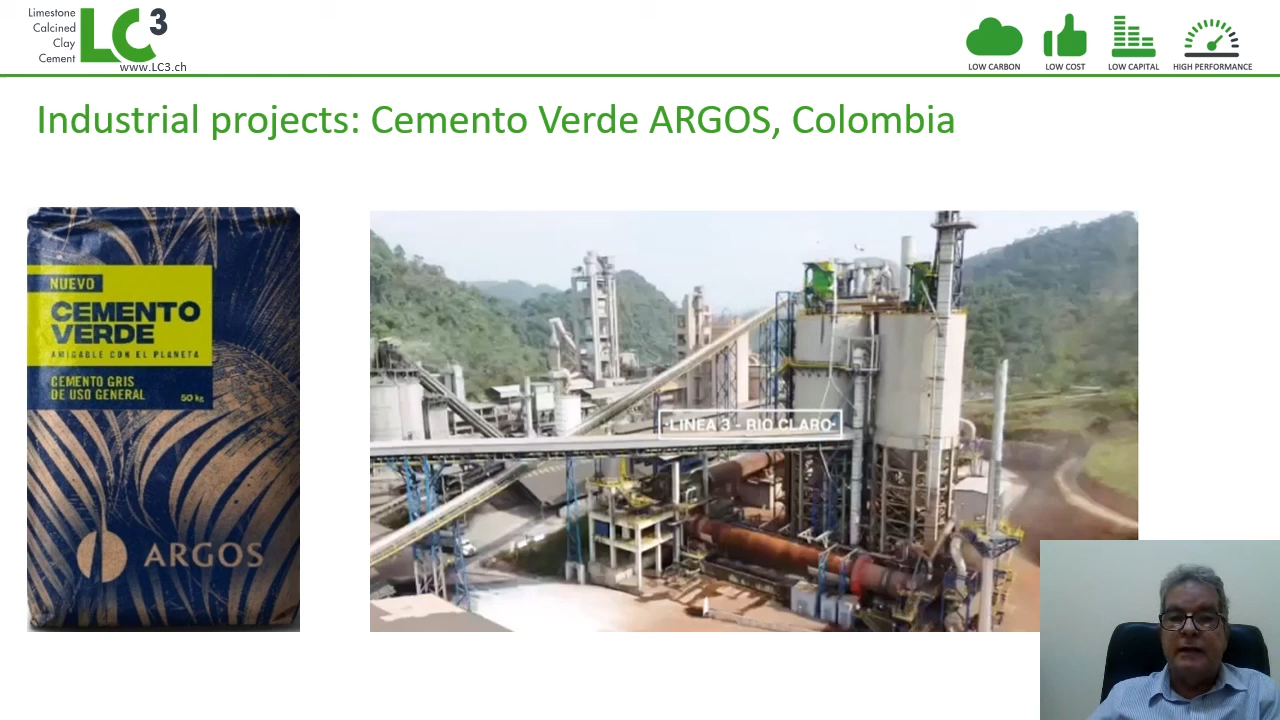 Limestone
Calcined
Clay
Cement
LC3
www.LC3.ch
LOW CARBON
LOW COST
LOW CAPITAL
HIGH PERFORMANCE
Industrial projects: Cemento Verde ARGOS, Colombia
NUEVO
CEMENTO
VERDE
AMIGABLE CON EL PLANETA
CEMENTO GRIS
DE USO GENERAL
50 kg
ARGOS
-LINEA 3 - RIO CLARO-